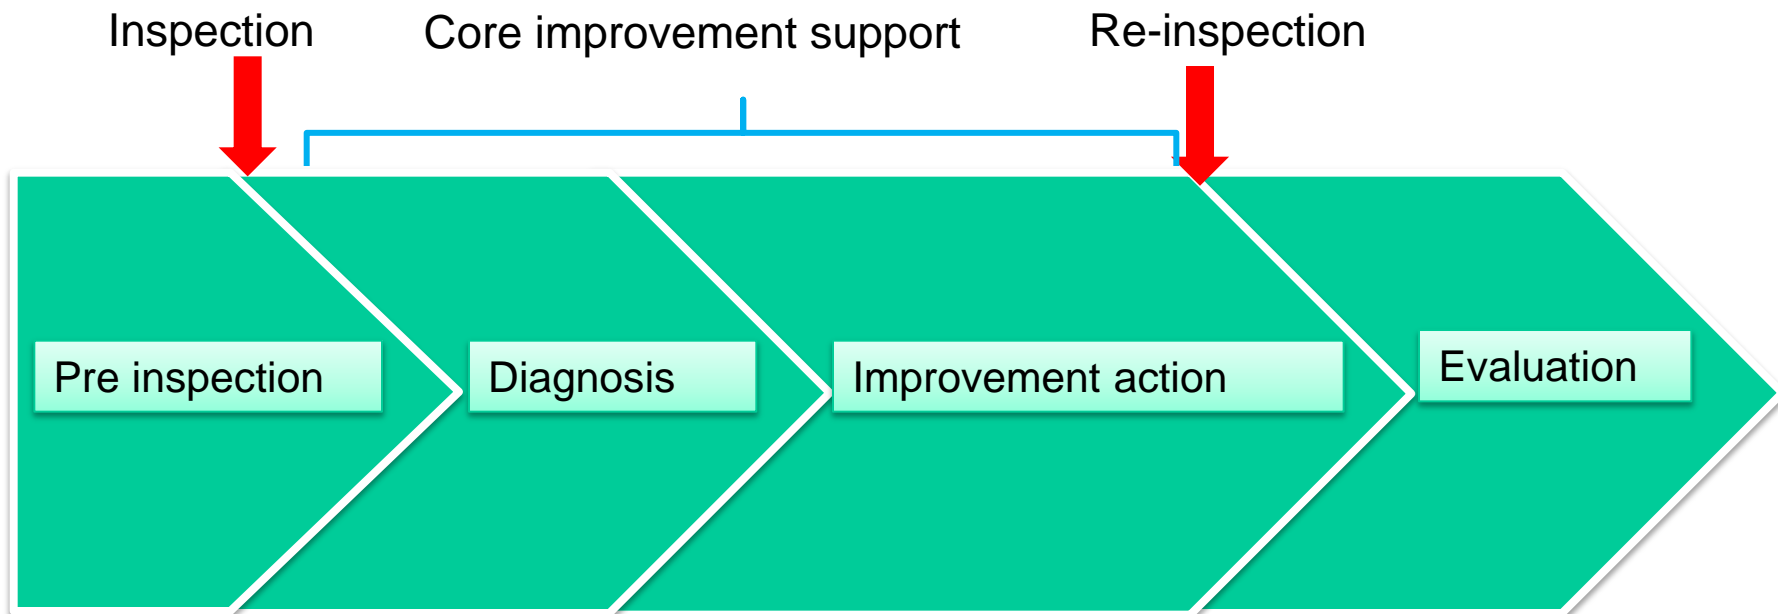 Inspection
Core improvement support
Re-inspection
Pre inspection
Diagnosis
Improvement action
Evaluation